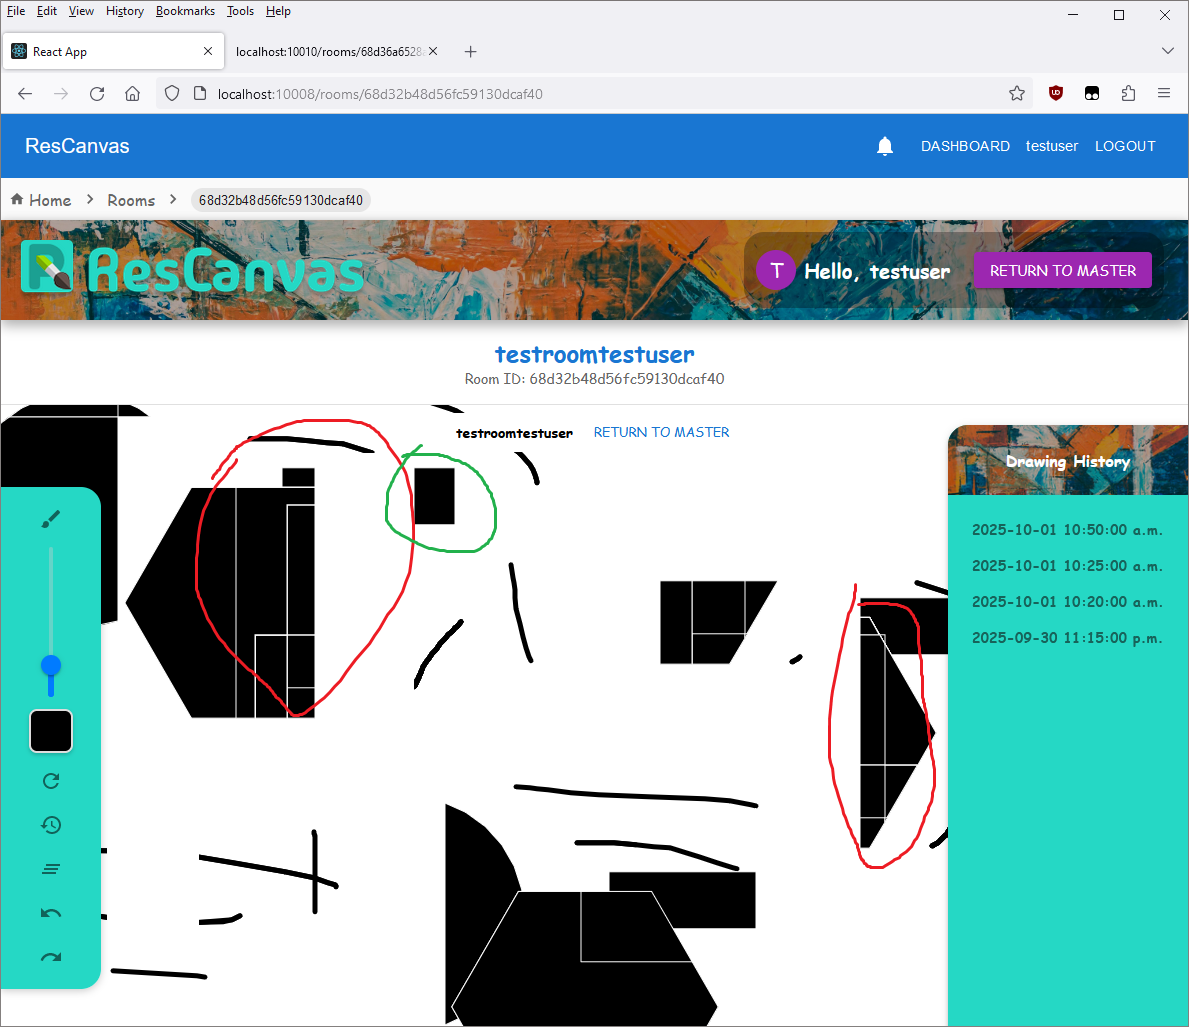 File Edit View History Bookmarks Tools Help
React App
localhost:10010/rooms/68d36a6528
localhost:10008/rooms/68d32b48d56fc59130dcaf40
ResCanvas
DASHBOARD testuser LOGOUT
Home Rooms 68d32b48d56fc59130dcaf40
ResCanvas
T Hello, testuser RETURN TO MASTER
testroomtestuser
Room ID: 68d32b48d56fc59130dcaf40
testroomtestuser RETURN TO MASTER
Drawing History
2025-10-01 10:50:00 a.m.
2025-10-01 10:25:00 a.m.
2025-10-01 10:20:00 a.m.
2025-09-30 11:15:00 p.m.